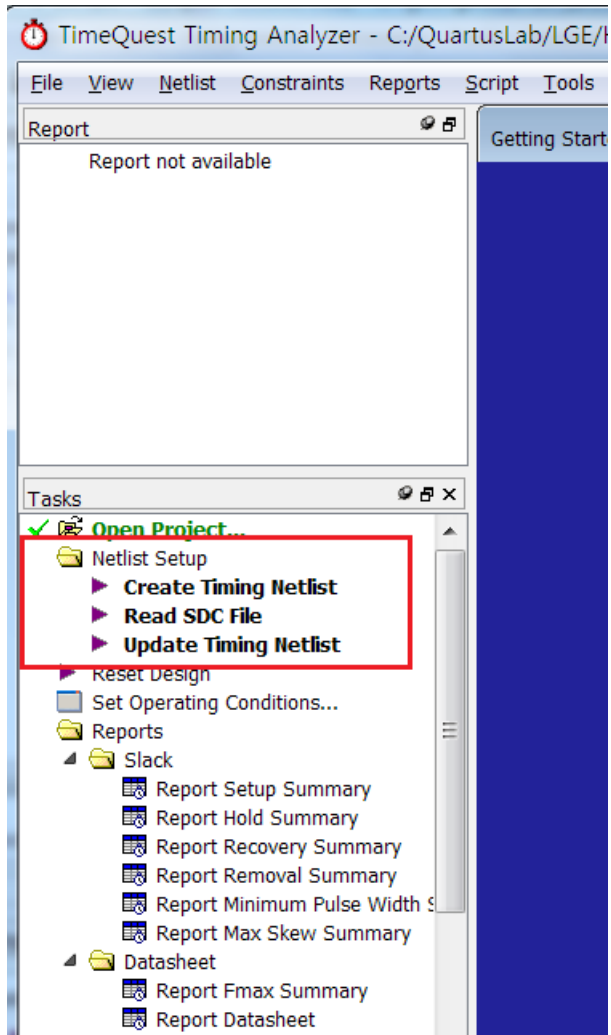 TimeQuest Timing Analyzer - C:/QuartusLab/LGE/
File View Netlist Constraints Reports Script Tools
Report
Getting Start
Report not available
Tasks
Open Project...
Netlist Setup
Create Timing Netlist
Read SDC File
Update Timing Netlist
Reset Design
Set Operating Conditions...
Reports
Slack
Report Setup Summary
Report Hold Summary
Report Recovery Summary
Report Removal Summary
Report Minimum Pulse Width S
Report Max Skew Summary
Datasheet
Report Fmax Summary
Report Datasheet